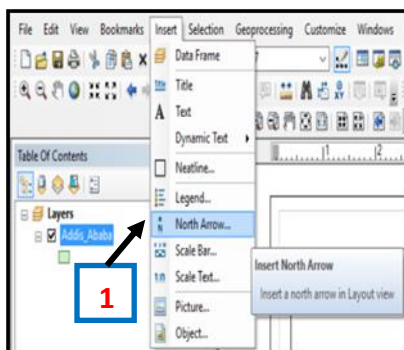 File Edit View Bookmarks Insert Selection Geoprocessing Customize Windows
Data Frame
Title
Text
Dynamic Text
Neatline...
Legend...
North Arrow...
Scale Bar...
Scale Text...
Picture...
Object...
Table Of Contents
Layers
Addis_Ababa
1
Insert North Arrow
Insert a north arrow in Layout view